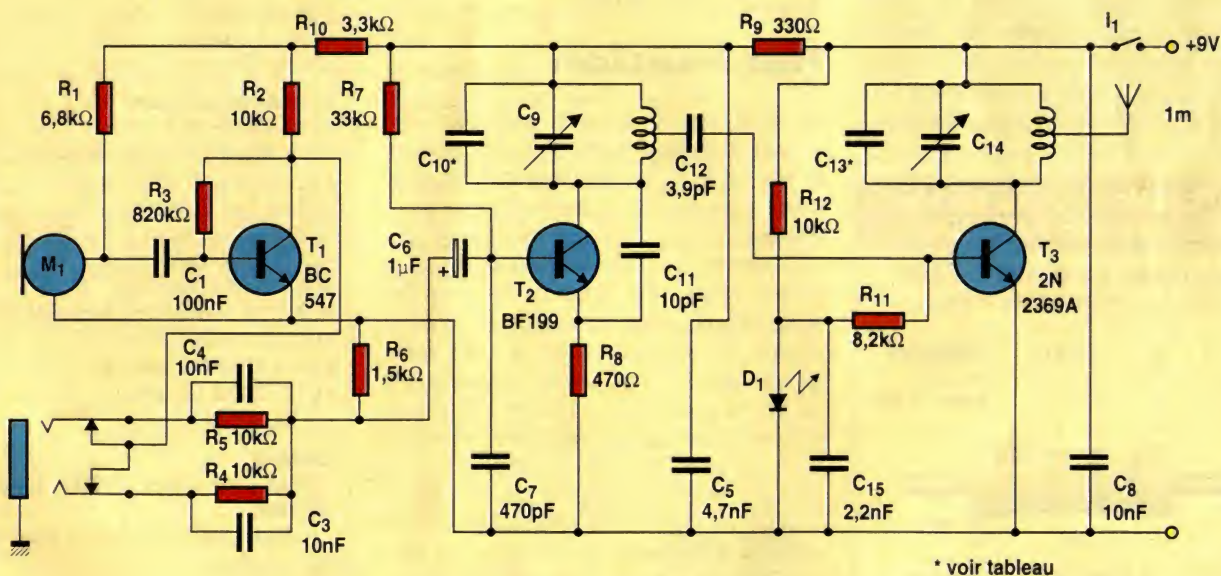 R10 3,3kΩ
R9 330Ω
I1
+9V
R1
6,8kΩ
R2
10kΩ
R7
33kΩ
C9
C10*
C12
3,9pF
C13*
C14
1m
R3
820kΩ
R12
10kΩ
M1
C1
100nF
T1
BC
547
C6
1µF
+
T2
BF199
C11
10pF
T3
2N
2369A
R11
8,2kΩ
C4
10nF
R6
1,5kΩ
R8
470Ω
D1
R5 10kΩ
R4 10kΩ
C3
10nF
C7
470pF
C5
4,7nF
C15
2,2nF
C8
10nF
* voir tableau